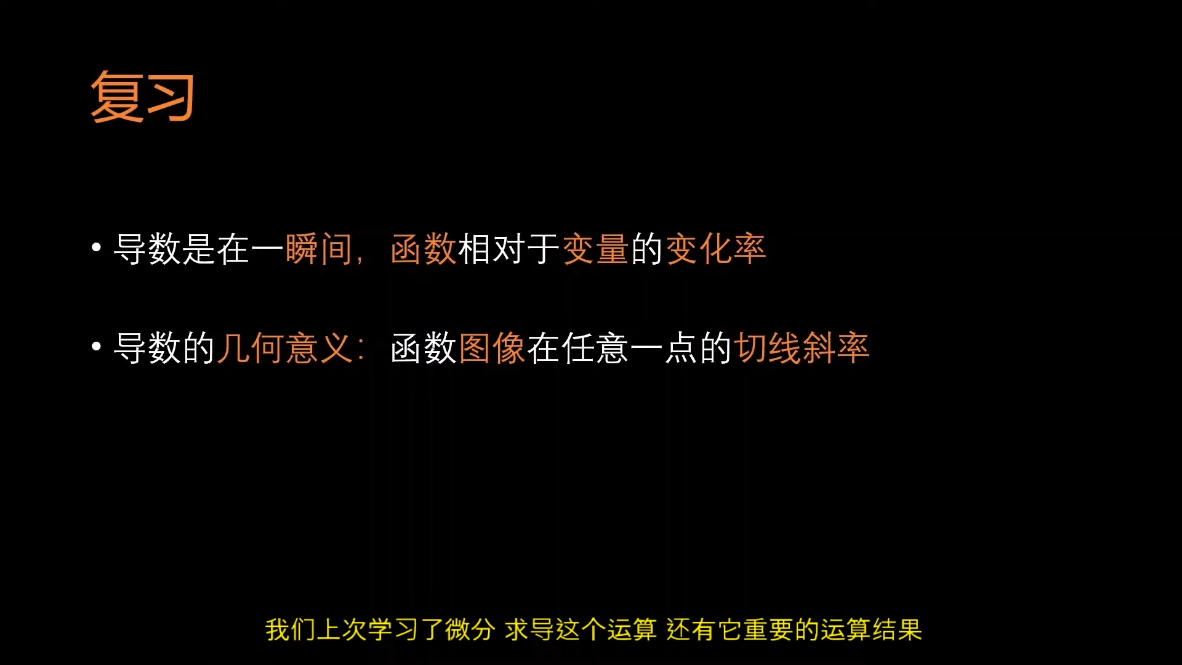 复习
• 导数是在一瞬间，函数相对于变量的变化率
• 导数的几何意义：函数图像在任意一点的切线斜率
我们上次学习了微分 求导这个运算 还有它重要的运算结果